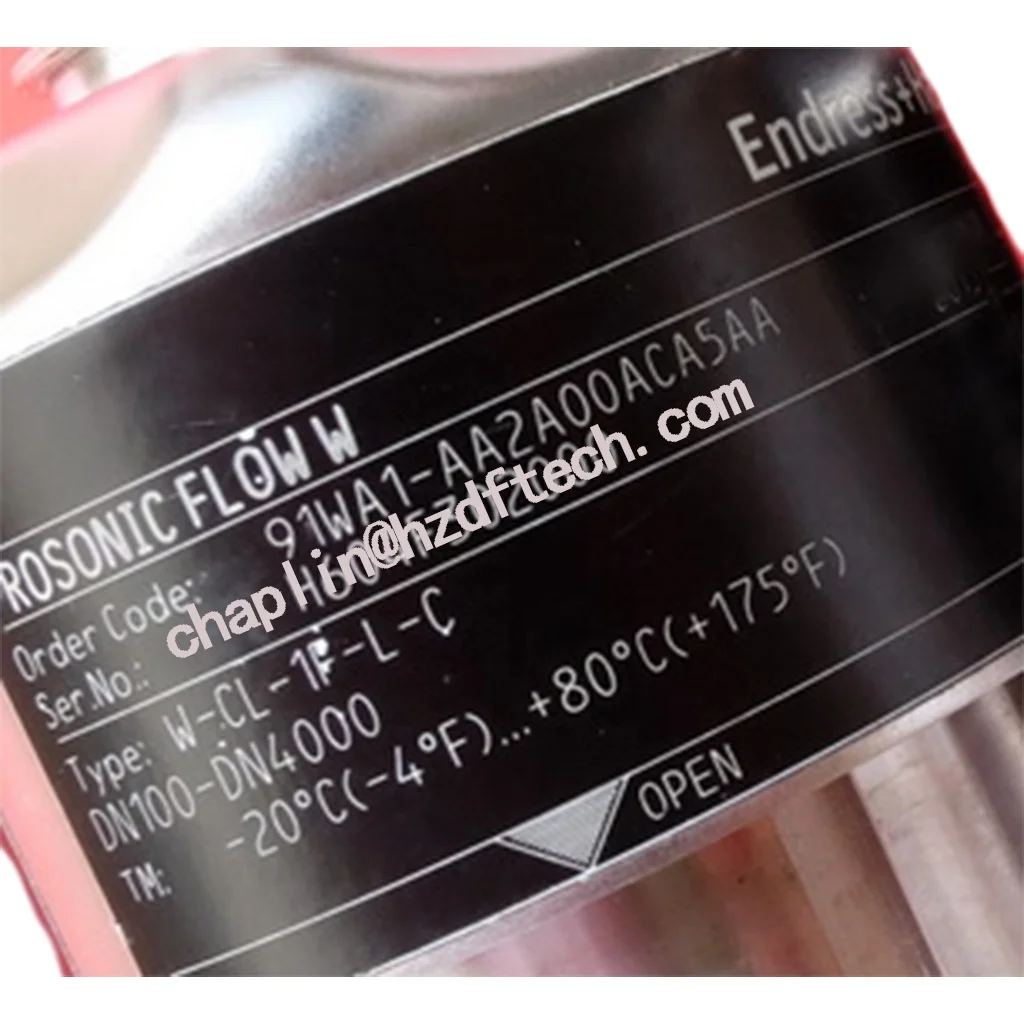 Endress+H
ROSONIC FLOW W
Order Code: 91WA1-AA2A00ACA5AA
Ser.No.:
chaplin@hzdftech.com
Type: W-CL-1F-L-C
DN100-DN4000
TM: -20°C(-4°F)...+80°C(+175°F)
OPEN